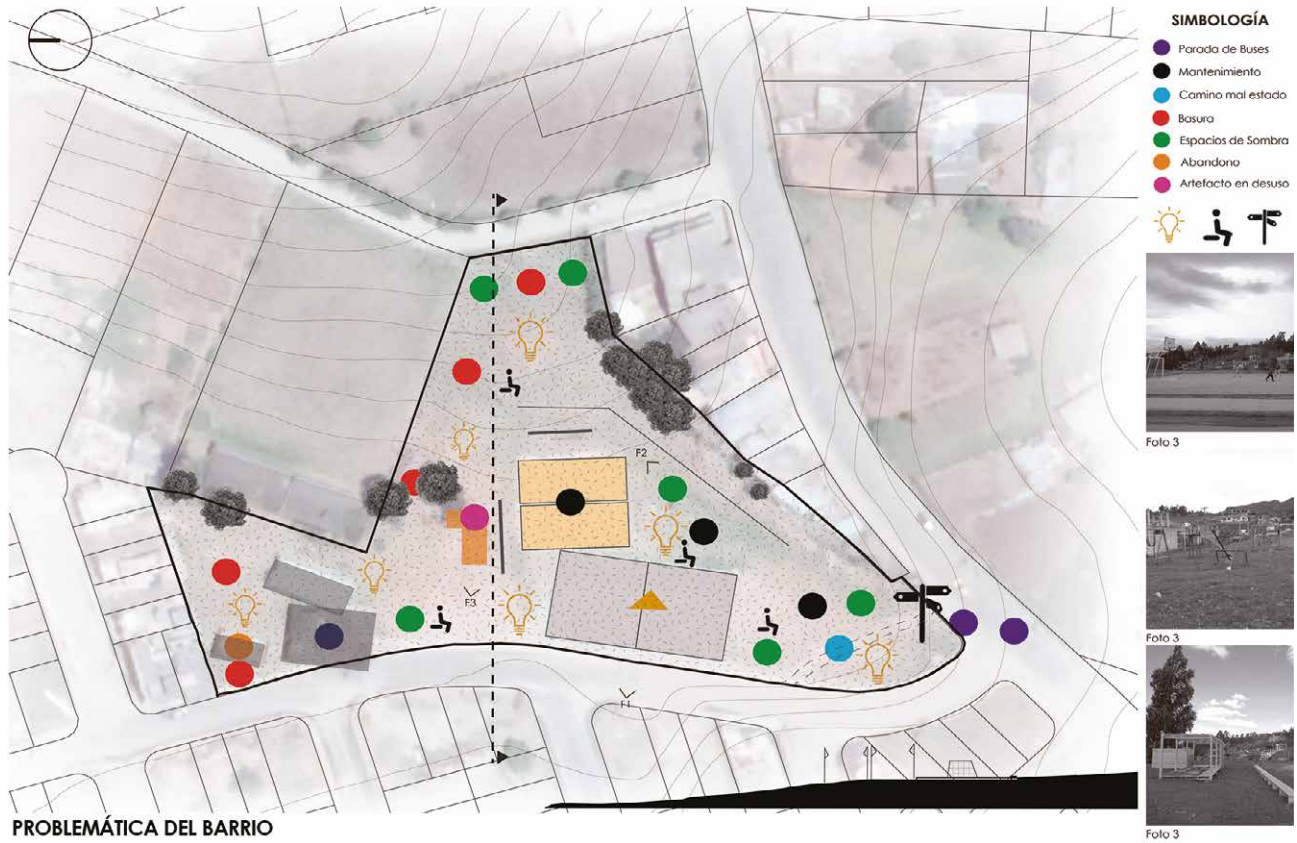 SIMBOLOGÍA
Parada de Buses
Mantenimiento
Camino mal estado
Basura
Espacios de Sombra
Abandono
Artefacto en desuso
Foto 3
F2
F3
Foto 3
F1
PROBLEMÁTICA DEL BARRIO
Foto 3